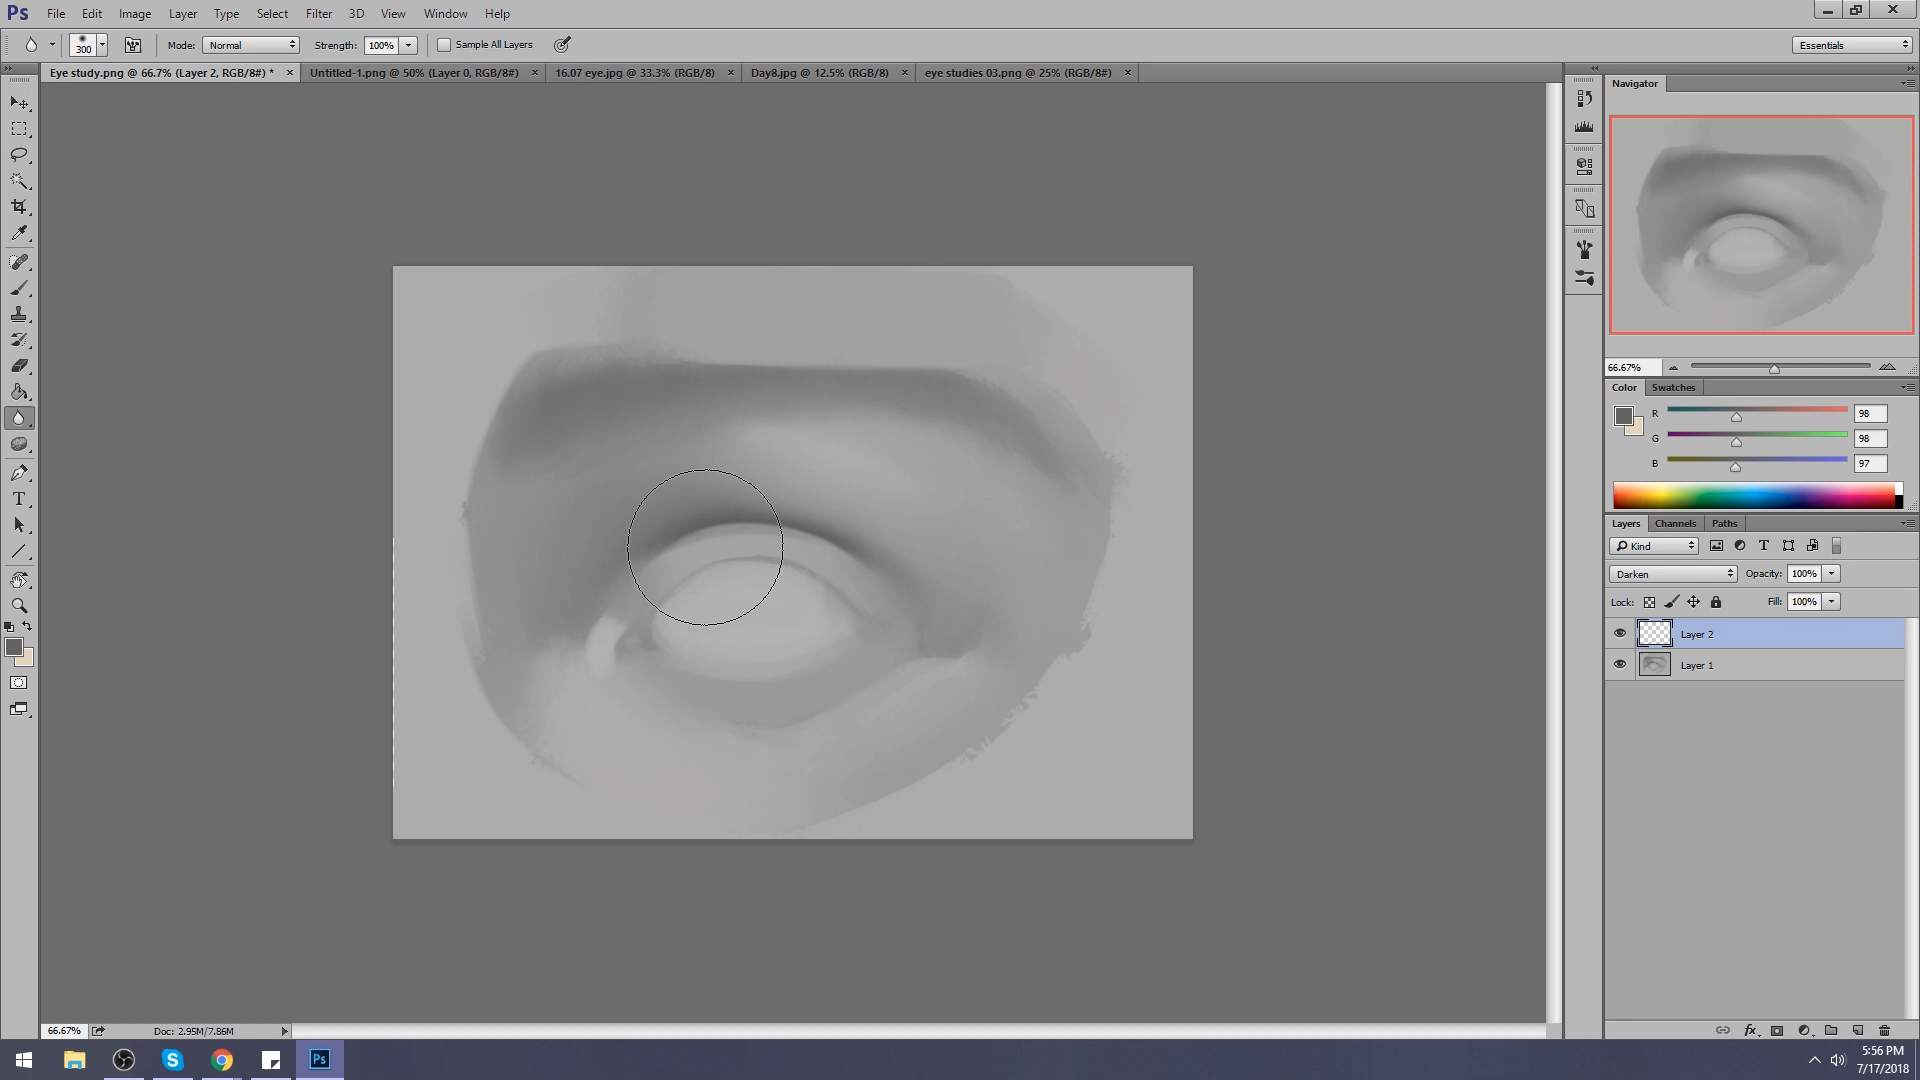 Ps File Edit Image Layer Type Select Filter 3D View Window Help
300 Mode: Normal Strength: 100% Sample All Layers Essentials
Eye study.png @ 66.7% (Layer 2, RGB/8#) * × Untitled-1.png @ 50% (Layer 0, RGB/8#) × 16.07 eye.jpg @ 33.3% (RGB/8) × Day8.jpg @ 12.5% (RGB/8) × eye studies 03.png @ 25% (RGB/8#) ×
Navigator
66.67%
Color Swatches
R 98
G 98
B 97
Layers Channels Paths
Kind
Darken Opacity: 100%
Lock: Fill: 100%
Layer 2
Layer 1
66.67% Doc: 2.95M/7.86M
fx
Ps
5:56 PM
7/17/2018